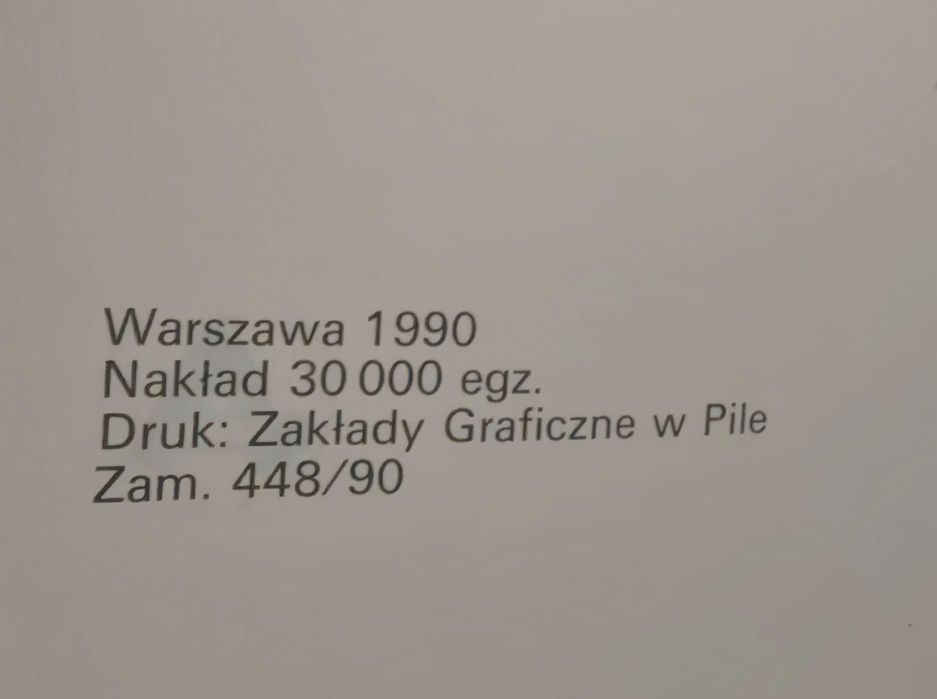 Warszawa 1990
Nakład 30 000 egz.
Druk: Zakłady Graficzne w Pile
Zam. 448/90